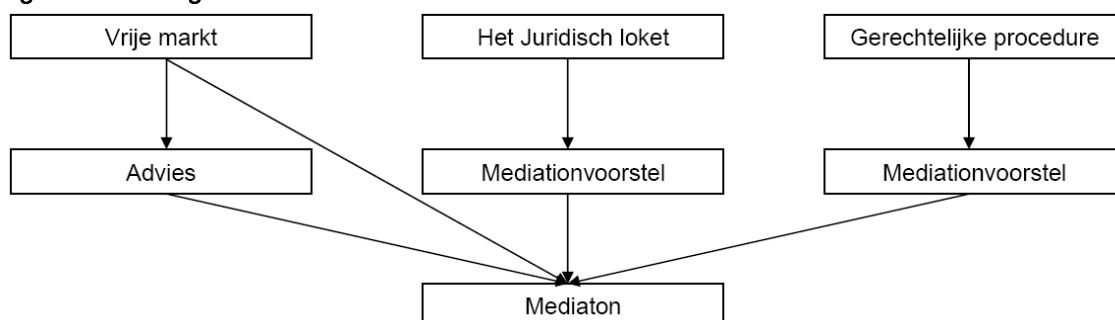 Vrije markt
Het Juridisch loket
Gerechtelijke procedure
Advies
Mediationvoorstel
Mediationvoorstel
Mediaton